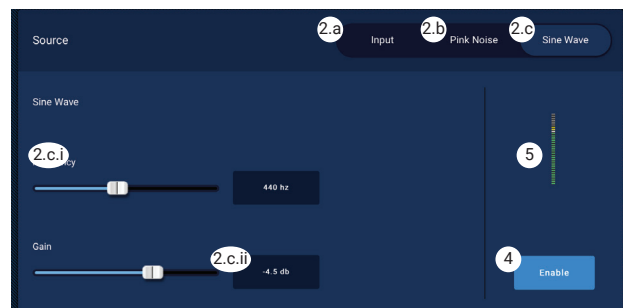 Source
2.a
Input
2.b
Pink Noise
2.c
Sine Wave
Sine Wave
2.c.i
cy
440 hz
5
Gain
2.c.ii
-4.5 db
4
Enable